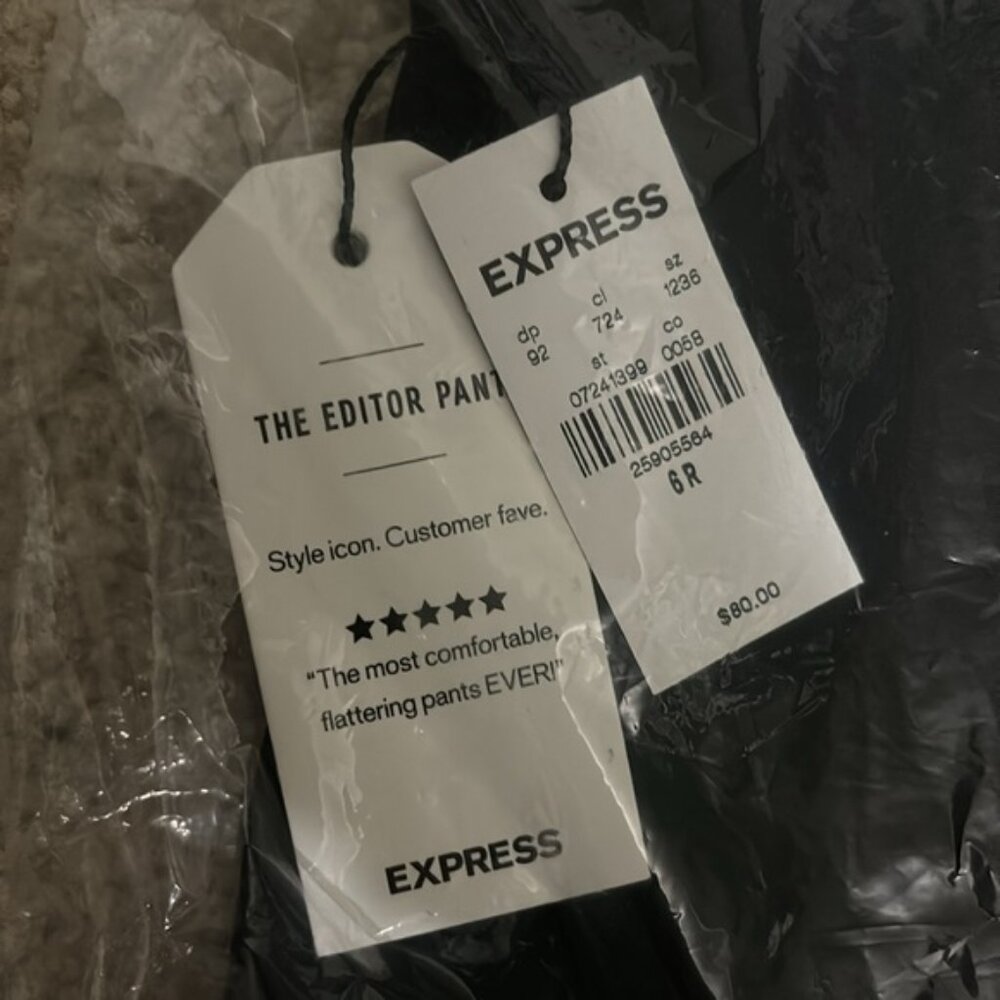 THE EDITOR PANT
Style icon. Customer fave.
★★★★★
“The most comfortable,
flattering pants EVER!”
EXPRESS
EXPRESS
dp cl sz
92 724 1236
st co
07241399 0058
25905564
6R
$80.00